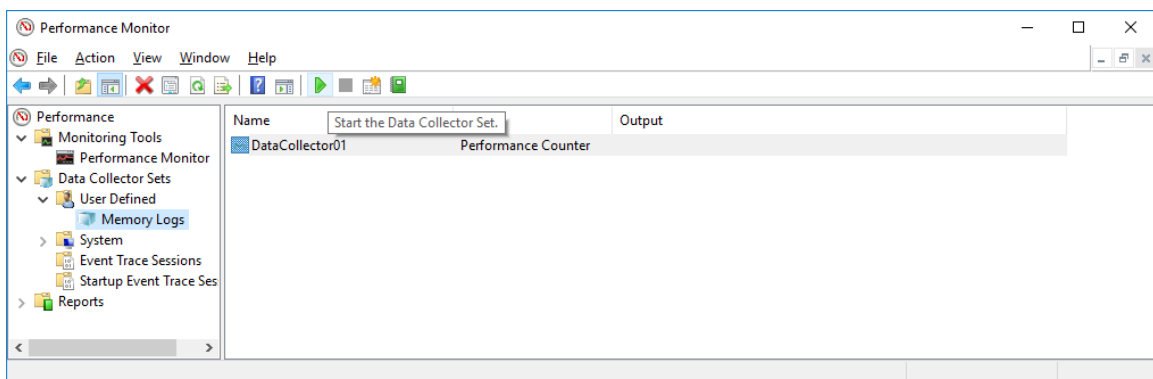 Performance Monitor
File Action View Window Help
Performance
Monitoring Tools
Performance Monitor
Data Collector Sets
User Defined
Memory Logs
System
Event Trace Sessions
Startup Event Trace Ses
Reports
Name Output
Start the Data Collector Set.
DataCollector01 Performance Counter